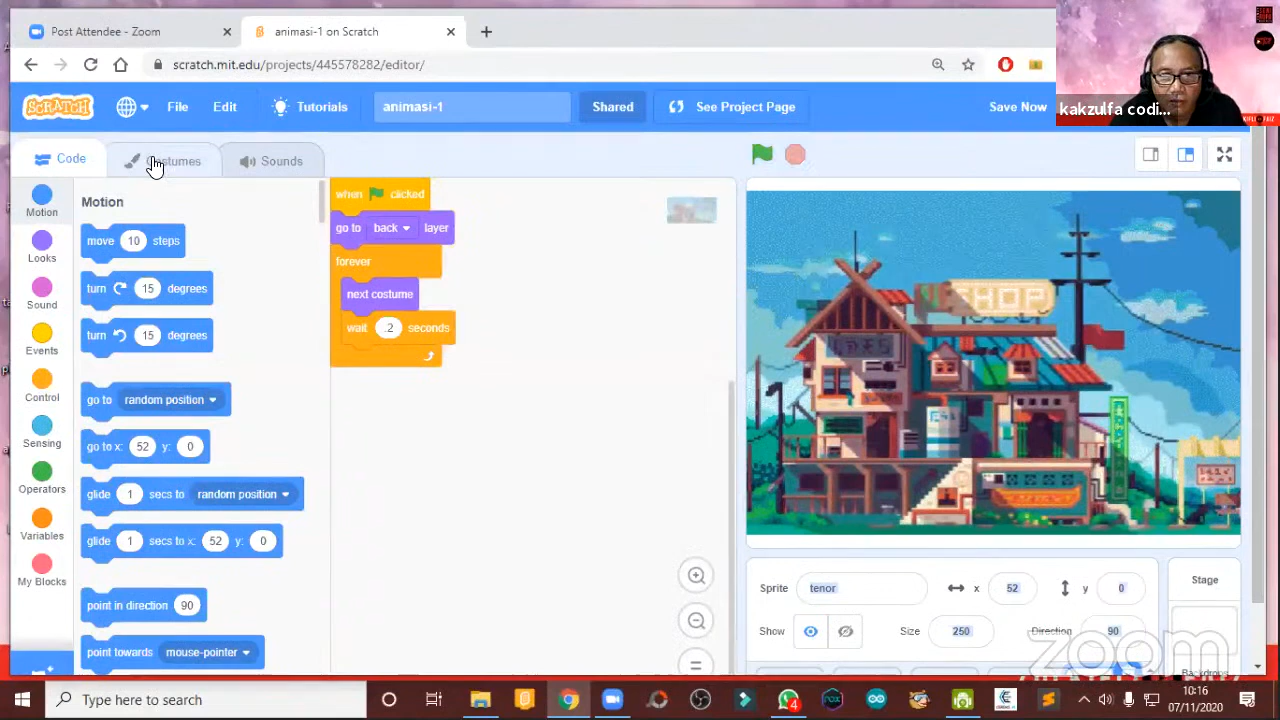 Post Attendee - Zoom
animasi-1 on Scratch
scratch.mit.edu/projects/445578282/editor/
SCRATCH
File
Edit
Tutorials
animasi-1
Shared
See Project Page
Save Now
kakzulfa codi...
Code
Costumes
Sounds
Motion
Looks
Sound
Events
Control
Sensing
Operators
Variables
My Blocks
Motion
move 10 steps
turn 15 degrees
turn 15 degrees
go to random position
go to x: 52 y: 0
glide 1 secs to random position
glide 1 secs to x: 52 y: 0
point in direction 90
point towards mouse-pointer
when clicked
go to back layer
forever
next costume
wait .2 seconds
SHOP
Sprite tenor x 52 y 0
Show Size 250 Direction 90
Stage
Backdrops
zoom
Type here to search
4
10:16
07/11/2020